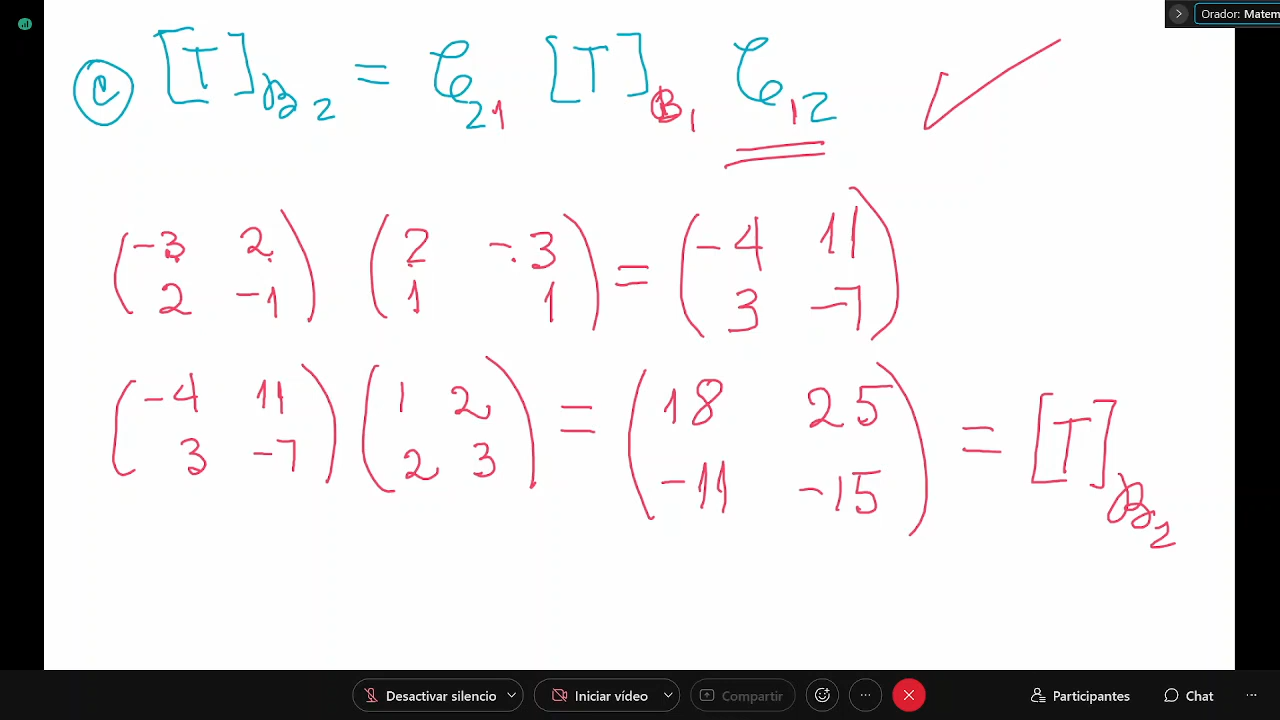 Orador: Matem
c [T]B2 = C21 [T]B1 C12
(-3 2 / 2 -1) (2 -3 / 1 1) = (-4 11 / 3 -7)
(-4 11 / 3 -7) (1 2 / 2 3) = (18 25 / -11 -15) = [T]B2
Desactivar silencio Iniciar vídeo Compartir Participantes Chat